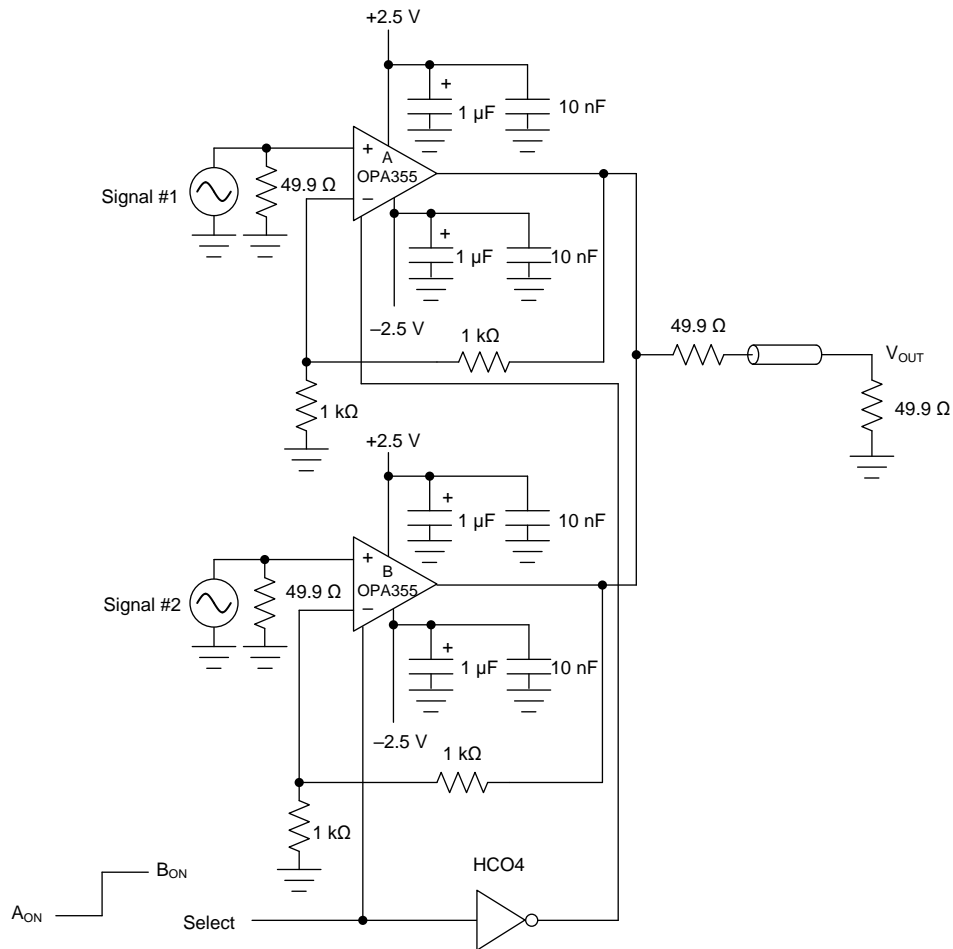 +2.5 V
+
1 µF
10 nF
+
A
OPA355
–
Signal #1
49.9 Ω
+
1 µF
10 nF
–2.5 V
1 kΩ
49.9 Ω
VOUT
49.9 Ω
1 kΩ
+2.5 V
+
1 µF
10 nF
+
B
OPA355
–
Signal #2
49.9 Ω
+
1 µF
10 nF
–2.5 V
1 kΩ
1 kΩ
HCO4
BON
AON
Select